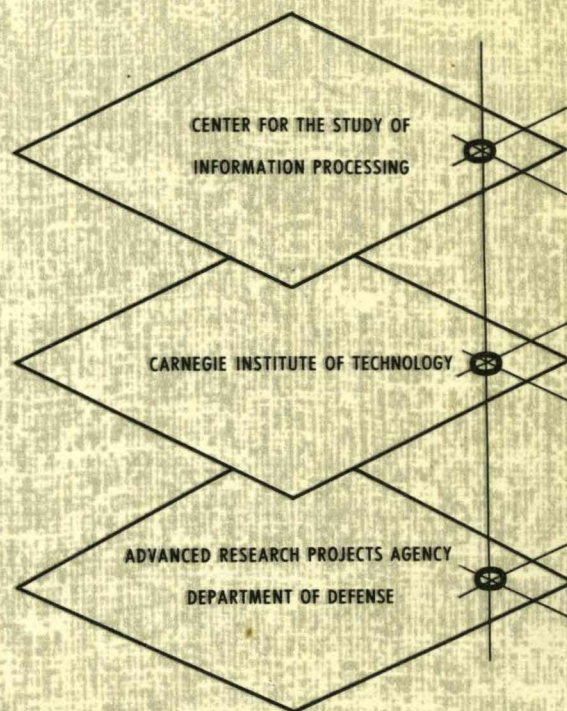 CENTER FOR THE STUDY OF
INFORMATION PROCESSING
CARNEGIE INSTITUTE OF TECHNOLOGY
ADVANCED RESEARCH PROJECTS AGENCY
DEPARTMENT OF DEFENSE